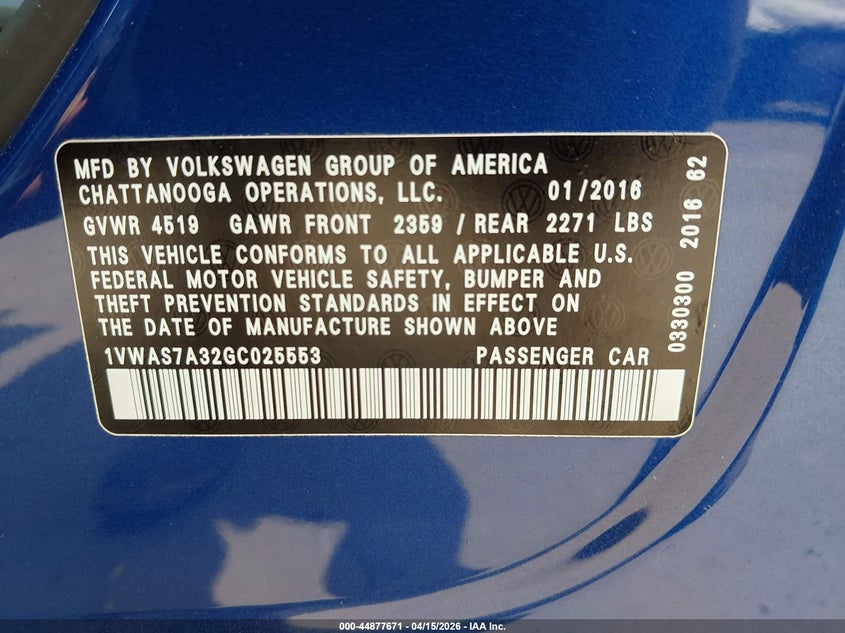 MFD BY VOLKSWAGEN GROUP OF AMERICA
CHATTANOOGA OPERATIONS, LLC. 01/2016
GVWR 4519 GAWR FRONT 2359 / REAR 2271 LBS
THIS VEHICLE CONFORMS TO ALL APPLICABLE U.S.
FEDERAL MOTOR VEHICLE SAFETY, BUMPER AND
THEFT PREVENTION STANDARDS IN EFFECT ON
THE DATE OF MANUFACTURE SHOWN ABOVE
1VWAS7A32GC025553 PASSENGER CAR
0330300 2016 62
000-44877671 - 04/15/2026 - IAA Inc.